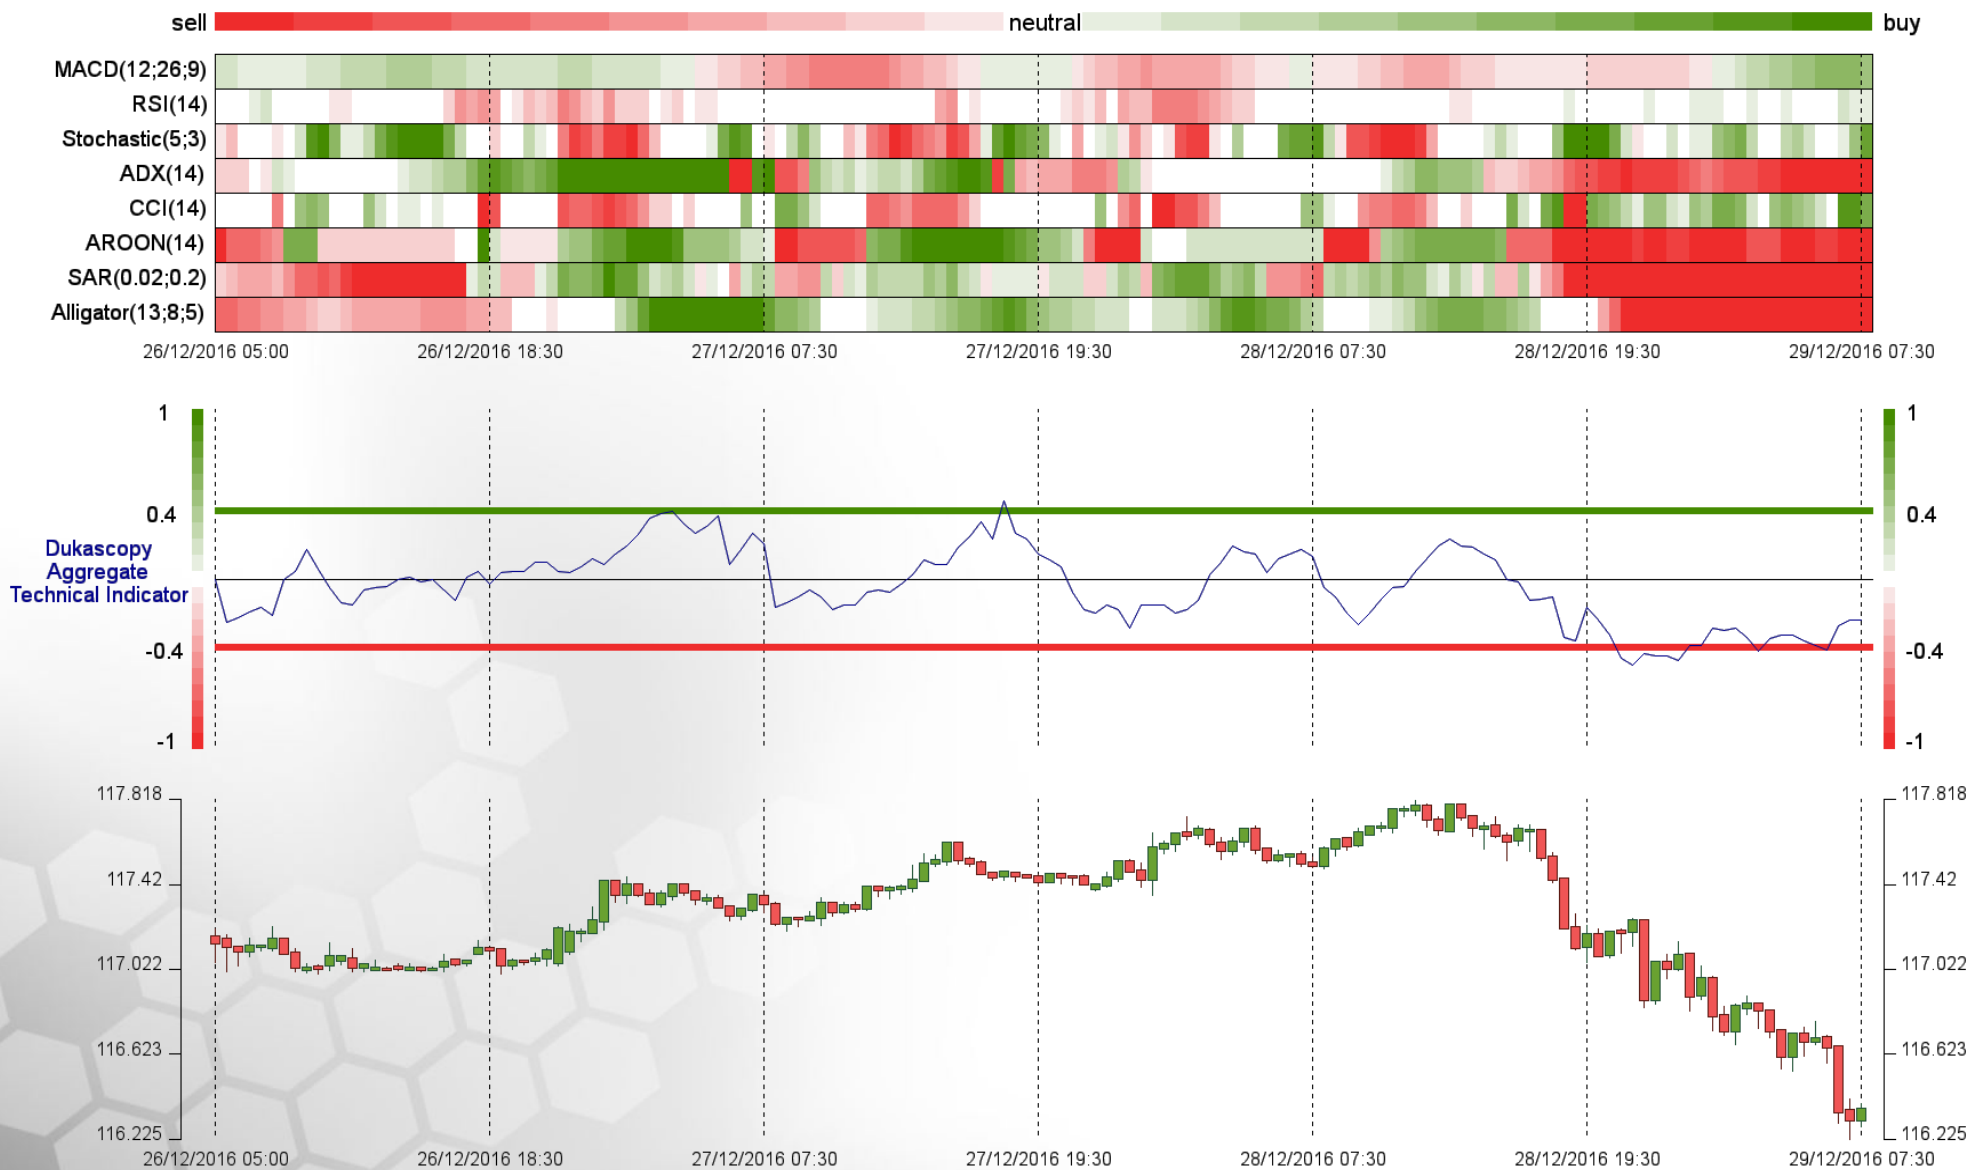 sell neutral buy
MACD(12;26;9)
RSI(14)
Stochastic(5;3)
ADX(14)
CCI(14)
AROON(14)
SAR(0.02;0.2)
Alligator(13;8;5)
26/12/2016 05:00 26/12/2016 18:30 27/12/2016 07:30 27/12/2016 19:30 28/12/2016 07:30 28/12/2016 19:30 29/12/2016 07:30
1 1
0.4 0.4
Dukascopy
Aggregate
Technical Indicator
-0.4 -0.4
-1 -1
117.818 117.818
117.42 117.42
117.022 117.022
116.623 116.623
116.225 116.225
26/12/2016 05:00 26/12/2016 18:30 27/12/2016 07:30 27/12/2016 19:30 28/12/2016 07:30 28/12/2016 19:30 29/12/2016 07:30